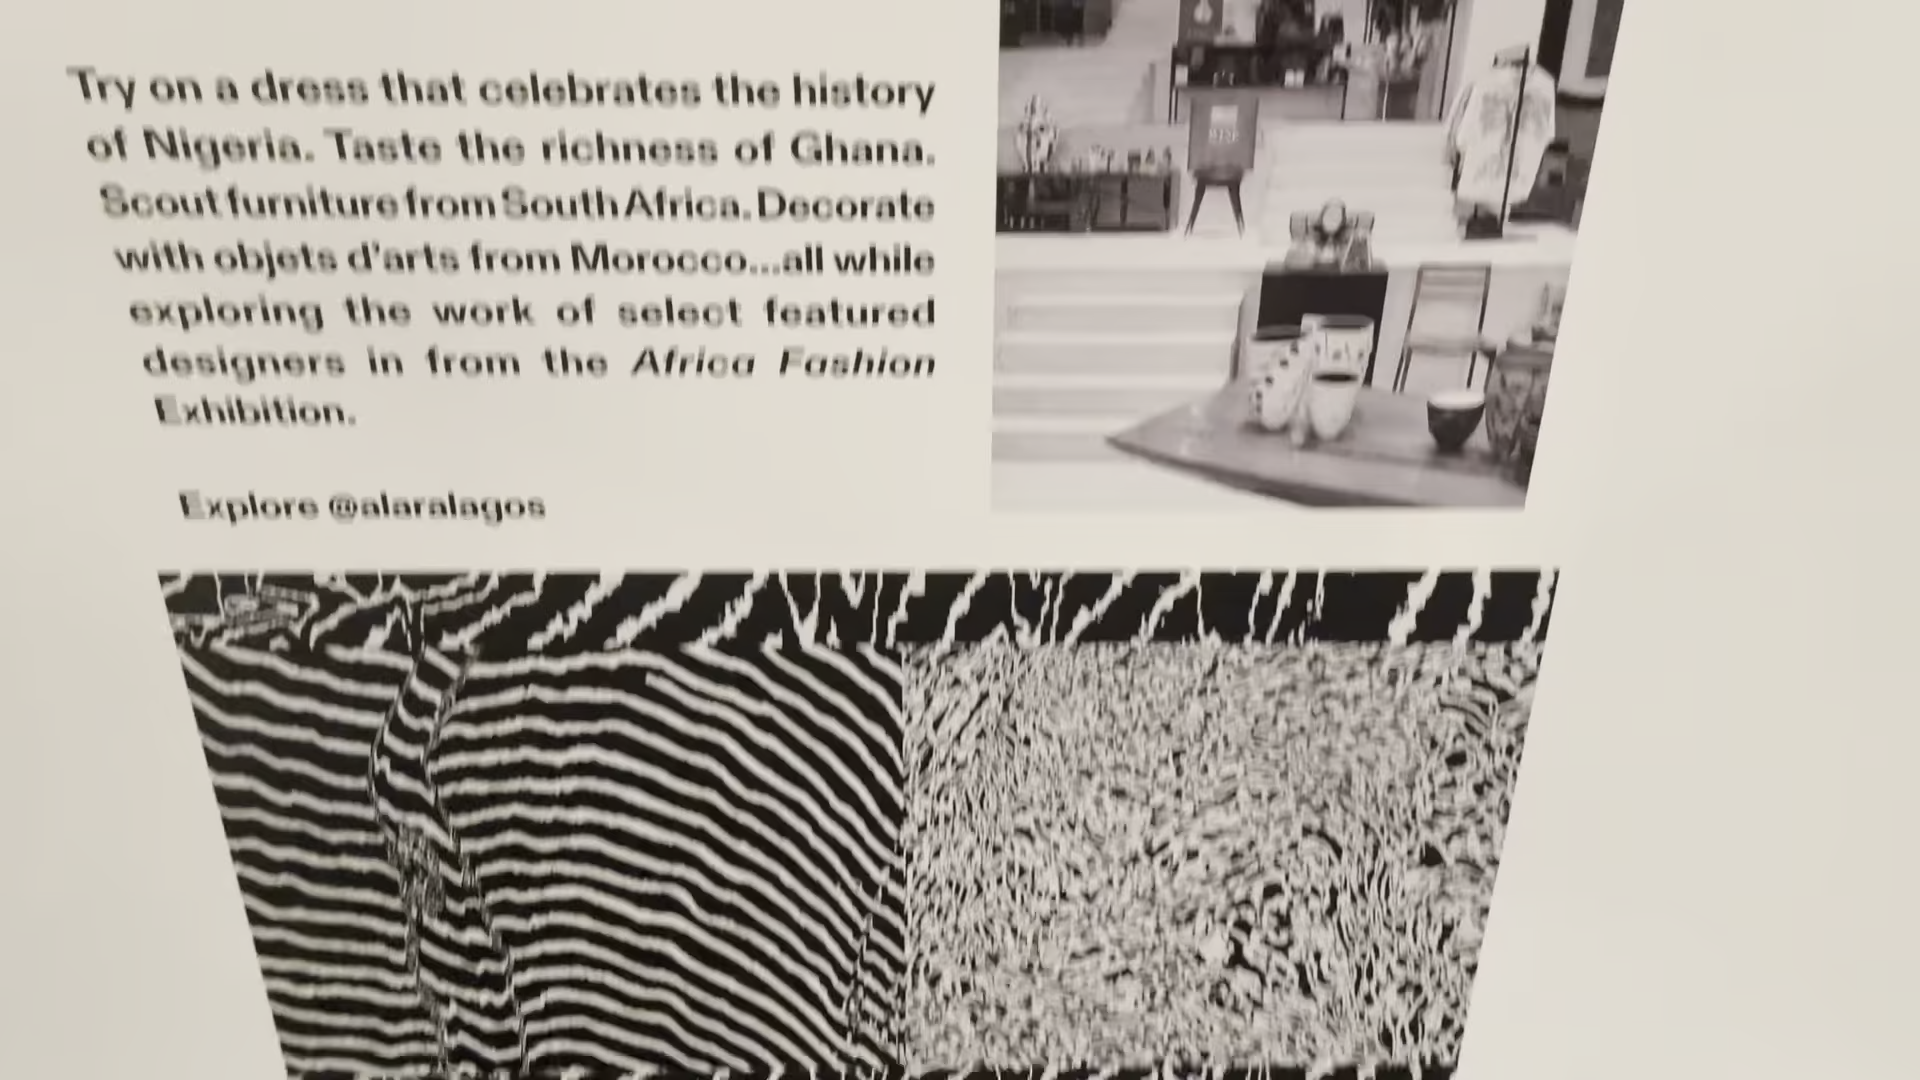 Try on a dress that celebrates the history
of Nigeria. Taste the richness of Ghana.
Scout furniture from South Africa. Decorate
with objets d'arts from Morocco...all while
exploring the work of select featured
designers in from the Africa Fashion
Exhibition.
Explore @alaralagos